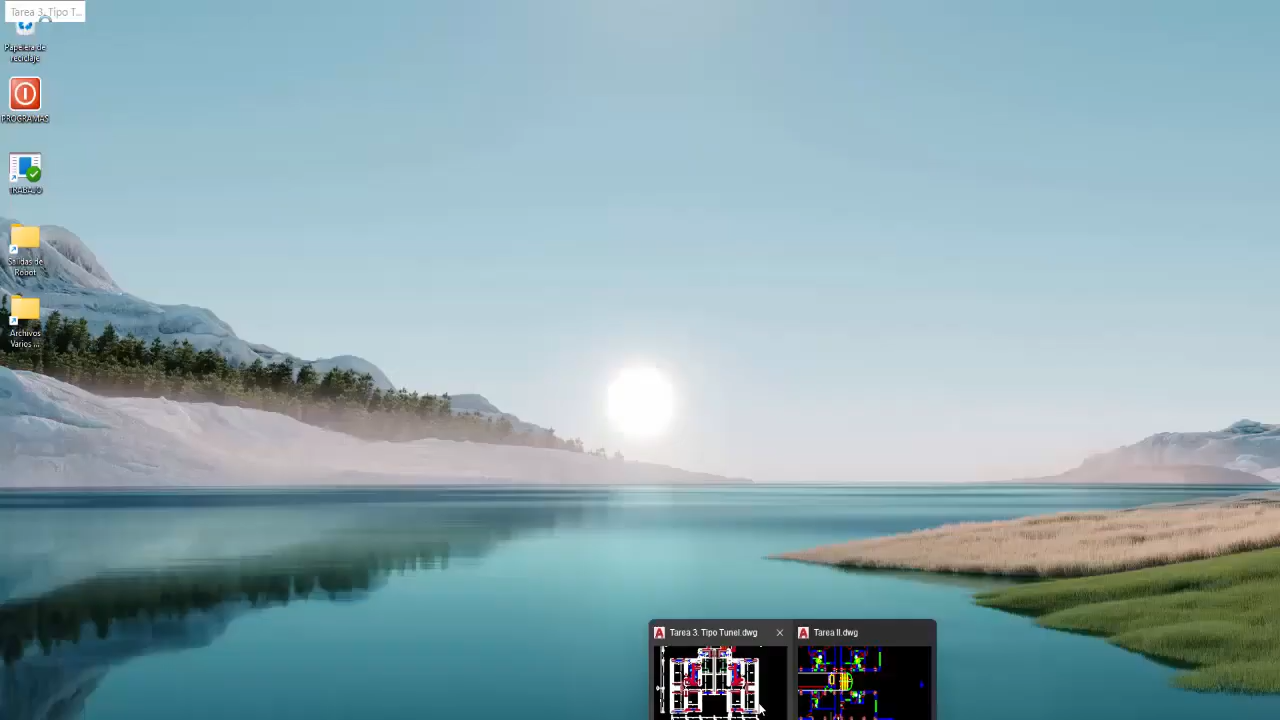 Tarea 3. Tipo T...
Papelera de
reciclaje
PROGRAMAS
TRABAJO
Salidas de
Robot
Archivos
Varios ...
Tarea 3. Tipo Tunel.dwg
Tarea II.dwg